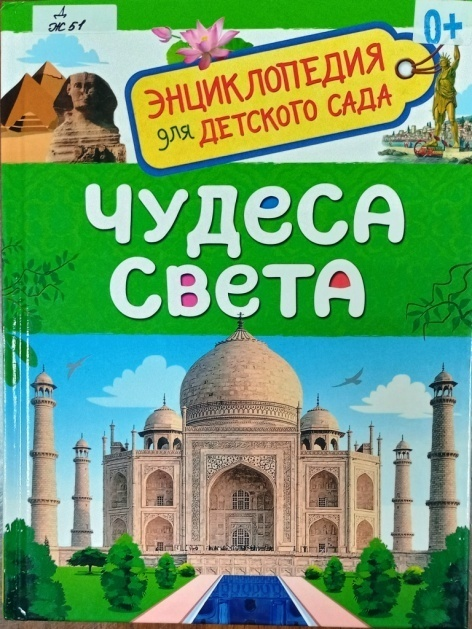 Д
Ж 51
0+
ЭНЦИКЛОПЕДИЯ
для ДЕТСКОГО САДА
ЧУДЕСА
СВЕТА